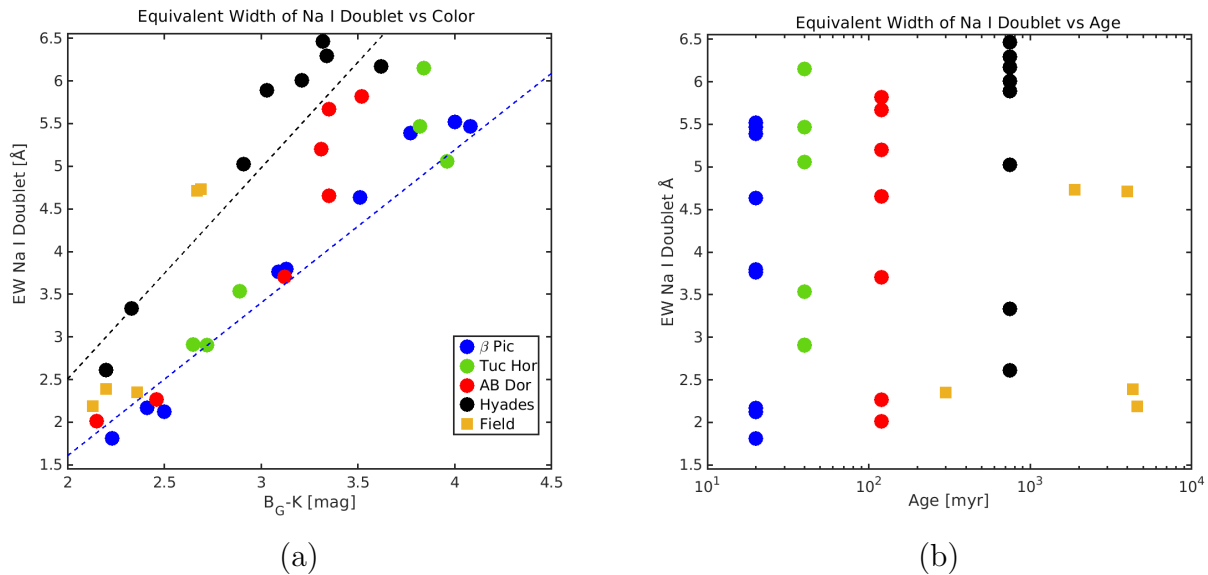 Equivalent Width of Na I Doublet vs Color
EW Na I Doublet [Å]
6.5
6
5.5
5
4.5
4
3.5
3
2.5
2
1.5
2 2.5 3 3.5 4 4.5
B_G-K [mag]
β Pic
Tuc Hor
AB Dor
Hyades
Field
(a)
Equivalent Width of Na I Doublet vs Age
EW Na I Doublet Å
6.5
6
5.5
5
4.5
4
3.5
3
2.5
2
1.5
10^1 10^2 10^3 10^4
Age [myr]
(b)